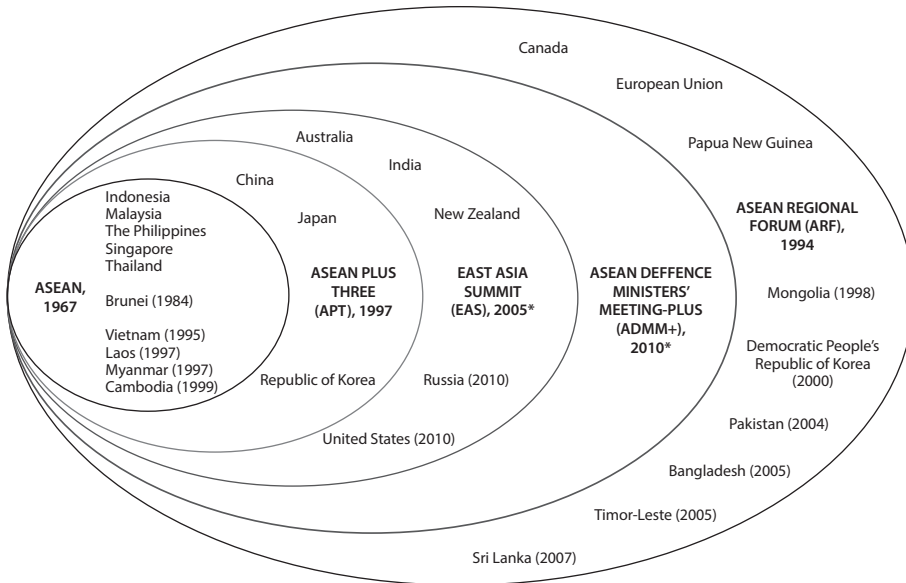 Canada
European Union
Papua New Guinea
Australia
India
New Zealand
China
Japan
Indonesia
Malaysia
The Philippines
Singapore
Thailand
ASEAN,
1967
Brunei (1984)
Vietnam (1995)
Laos (1997)
Myanmar (1997)
Cambodia (1999)
ASEAN PLUS
THREE
(APT), 1997
EAST ASIA
SUMMIT
(EAS), 2005*
ASEAN DEFFENCE
MINISTERS’
MEETING-PLUS
(ADMM+),
2010*
ASEAN REGIONAL
FORUM (ARF),
1994
Republic of Korea
Russia (2010)
United States (2010)
Mongolia (1998)
Democratic People’s
Republic of Korea
(2000)
Pakistan (2004)
Bangladesh (2005)
Timor-Leste (2005)
Sri Lanka (2007)